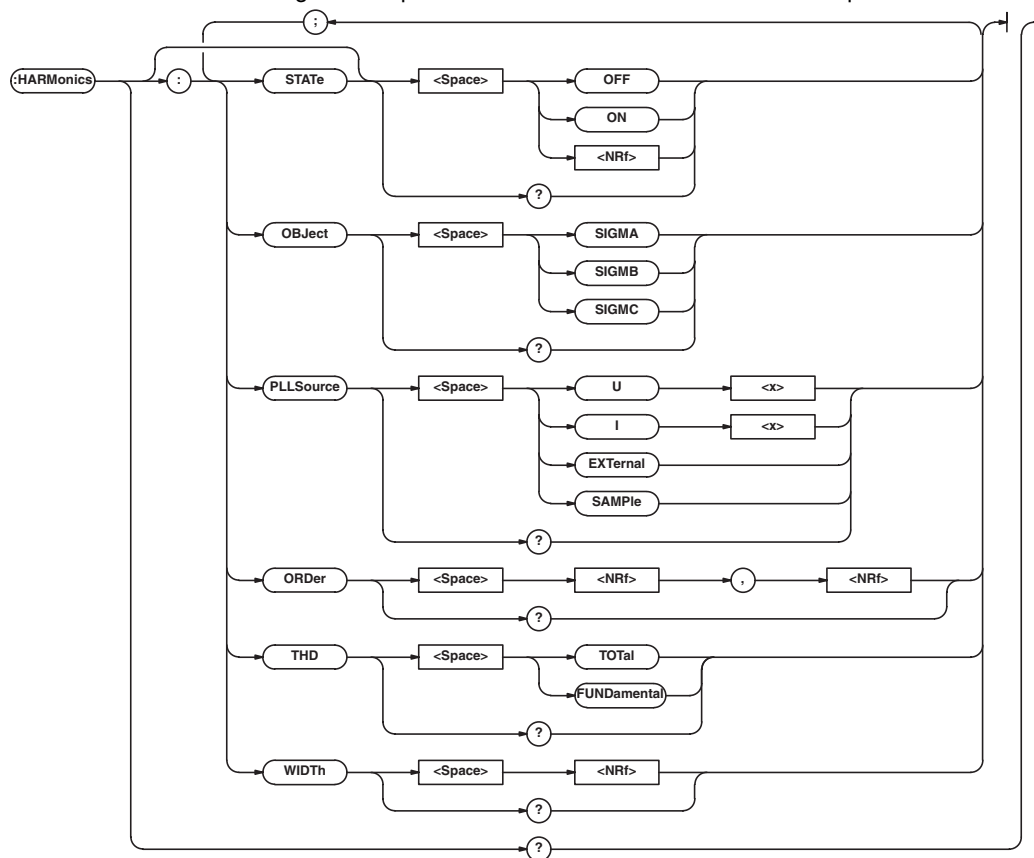 ;
:HARMonics : STATe <Space> OFF
ON
<NRf>
?
OBJect <Space> SIGMA
SIGMB
SIGMC
?
PLLSource <Space> U <x>
I <x>
EXTernal
SAMPle
?
ORDer <Space> <NRf> , <NRf>
?
THD <Space> TOTal
FUNDamental
?
WIDTh <Space> <NRf>
?
?